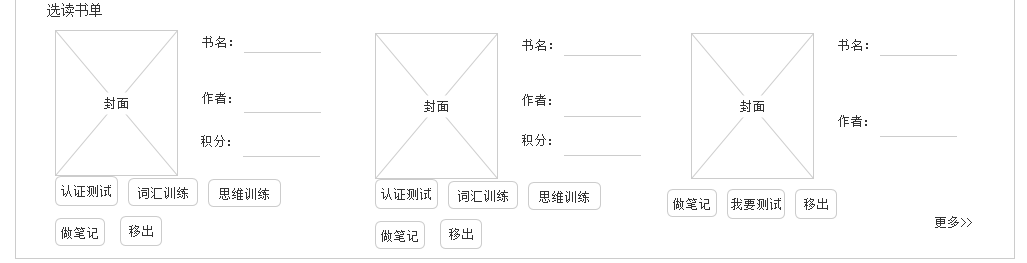 选读书单
封面
书名：
作者：
积分：
认证测试 词汇训练 思维训练
做笔记 移出
封面
书名：
作者：
积分：
认证测试 词汇训练 思维训练
做笔记 移出
封面
书名：
作者：
做笔记 我要测试 移出
更多>>